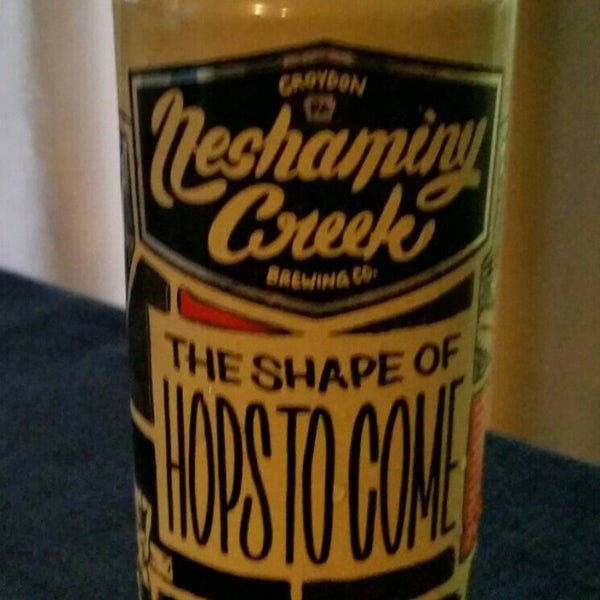 CROYDON
PA
Neshaminy
Creek
BREWING CO.
THE SHAPE OF
HOPS TO COME